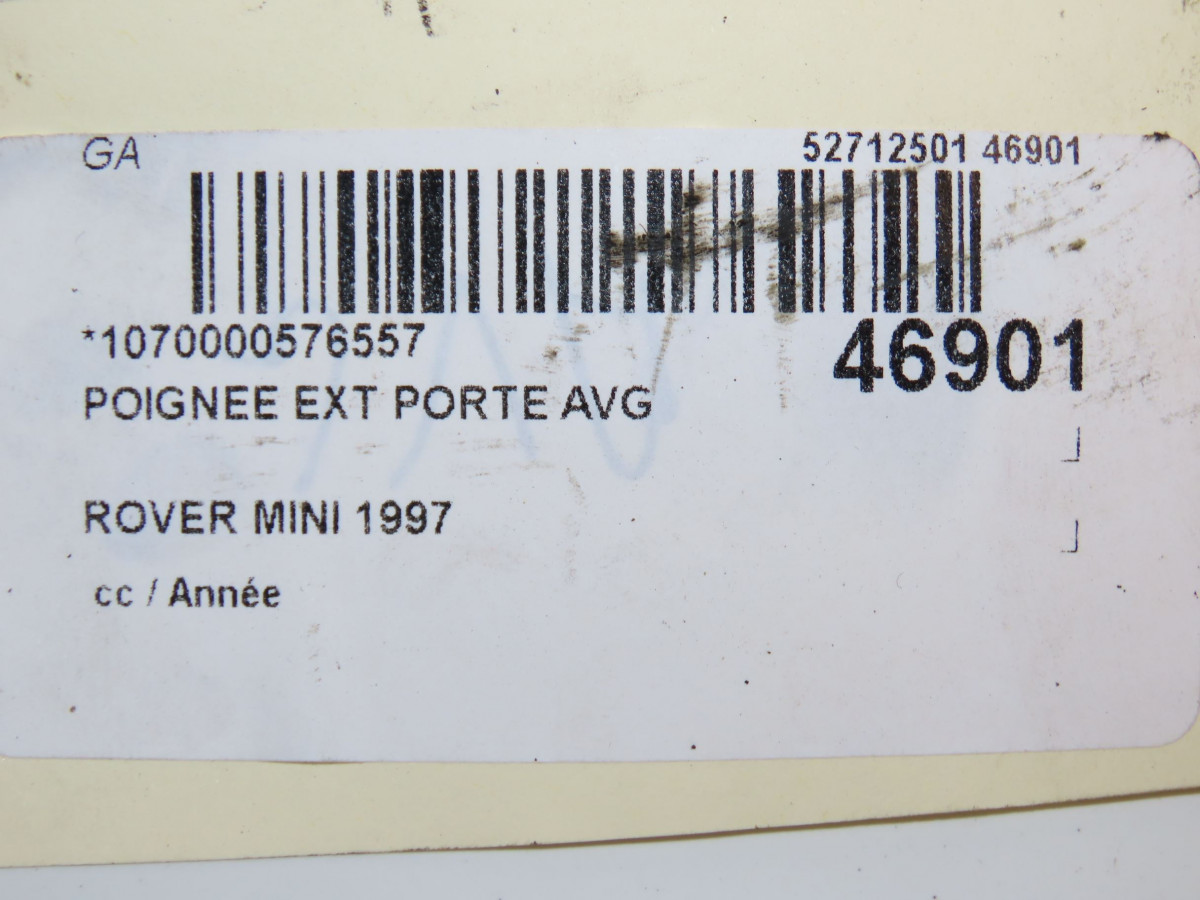 GA 52712501 46901
*1070000576557 46901
POIGNEE EXT PORTE AVG
ROVER MINI 1997
cc / Année